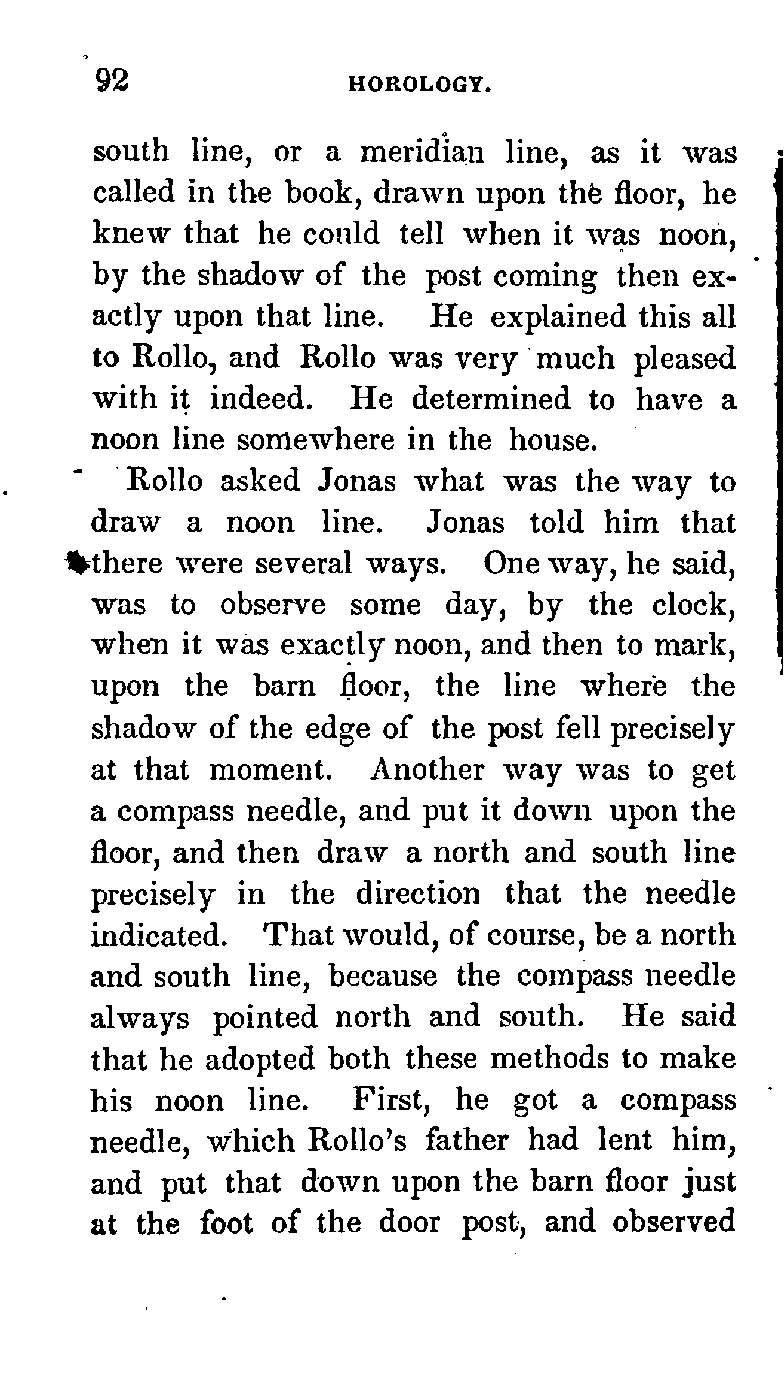 92 HOROLOGY.
south line, or a meridian line, as it was
called in the book, drawn upon the floor, he
knew that he could tell when it was noon,
by the shadow of the post coming then ex-
actly upon that line. He explained this all
to Rollo, and Rollo was very much pleased
with it indeed. He determined to have a
noon line somewhere in the house.
Rollo asked Jonas what was the way to
draw a noon line. Jonas told him that
there were several ways. One way, he said,
was to observe some day, by the clock,
when it was exactly noon, and then to mark,
upon the barn floor, the line where the
shadow of the edge of the post fell precisely
at that moment. Another way was to get
a compass needle, and put it down upon the
floor, and then draw a north and south line
precisely in the direction that the needle
indicated. That would, of course, be a north
and south line, because the compass needle
always pointed north and south. He said
that he adopted both these methods to make
his noon line. First, he got a compass
needle, which Rollo's father had lent him,
and put that down upon the barn floor just
at the foot of the door post, and observed